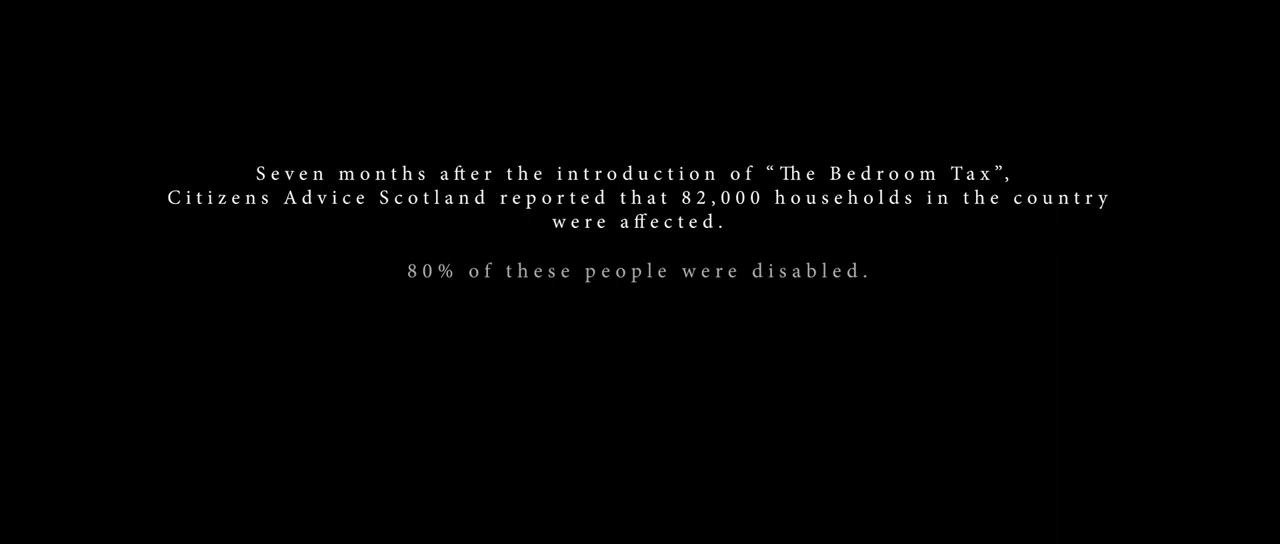 Seven months after the introduction of “The Bedroom Tax”,
Citizens Advice Scotland reported that 82,000 households in the country
were affected.
80% of these people were disabled.